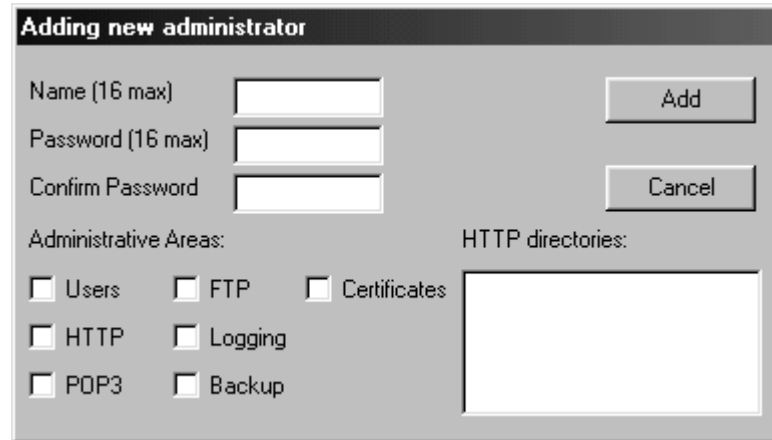 Adding new administrator
Name (16 max)
Add
Password (16 max)
Confirm Password
Cancel
Administrative Areas:
HTTP directories:
Users
FTP
Certificates
HTTP
Logging
POP3
Backup